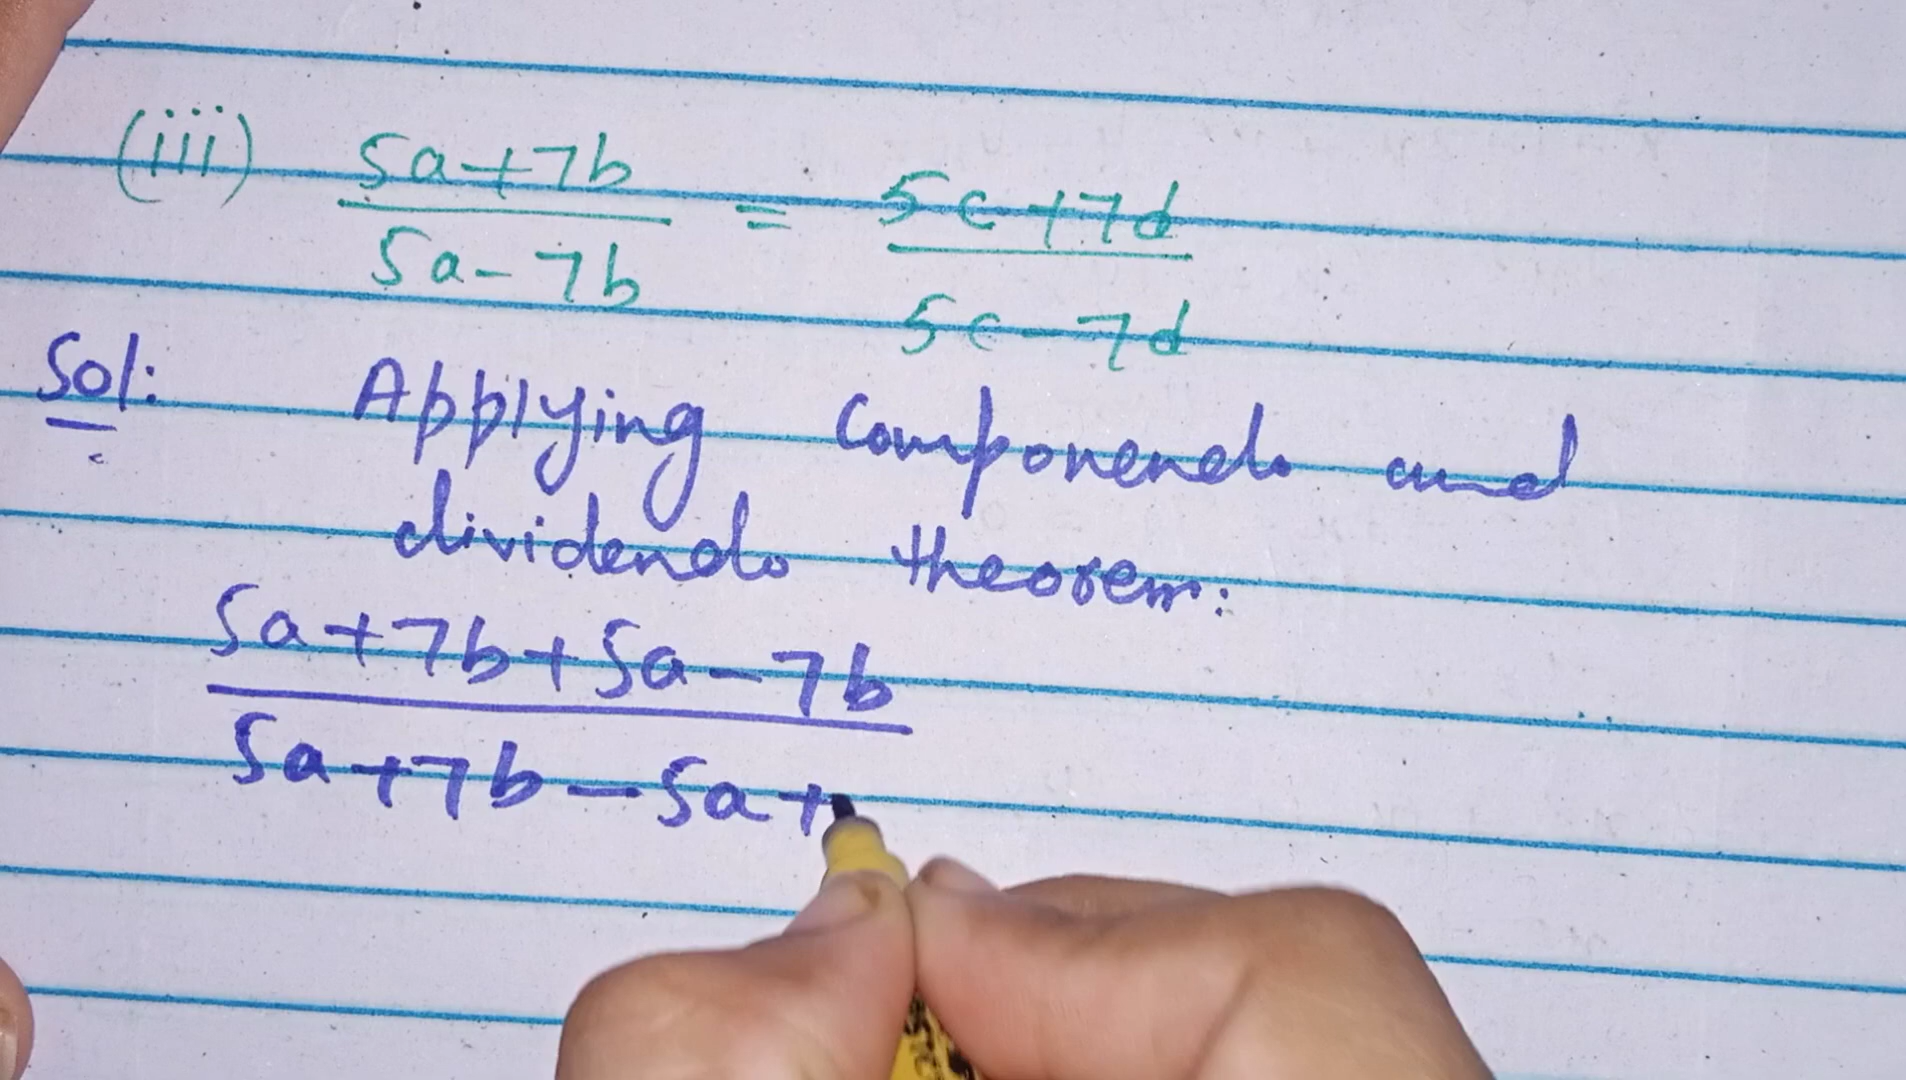 (iii) 5a+7b / 5a-7b = 5c+7d / 5c-7d
Sol: Applying Componendo and
dividendo theorem:
5a+7b+5a-7b
5a+7b-5a+